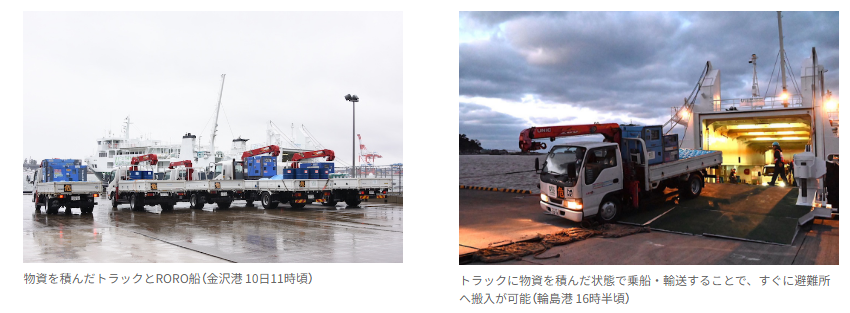 物資を積んだトラックとRORO船（金沢港 10日11時頃）
トラックに物資を積んだ状態で乗船・輸送することで、すぐに避難所
へ搬入が可能（輪島港 16時半頃）